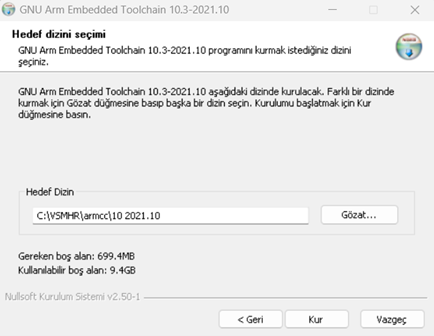 GNU Arm Embedded Toolchain 10.3-2021.10
Hedef dizini seçimi
GNU Arm Embedded Toolchain 10.3-2021.10 programını kurmak istediğiniz dizini
seçiniz.
GNU Arm Embedded Toolchain 10.3-2021.10 aşağıdaki dizinde kurulacak. Farklı bir dizinde
kurmak için Gözat düğmesine basıp başka bir dizin seçin. Kurulumu başlatmak için Kur
düğmesine basın.
Hedef Dizin
C:\VSMHR\armcc\10 2021.10
Gözat...
Gereken boş alan: 699.4MB
Kullanılabilir boş alan: 9.4GB
Nullsoft Kurulum Sistemi v2.50-1
< Geri
Kur
Vazgeç